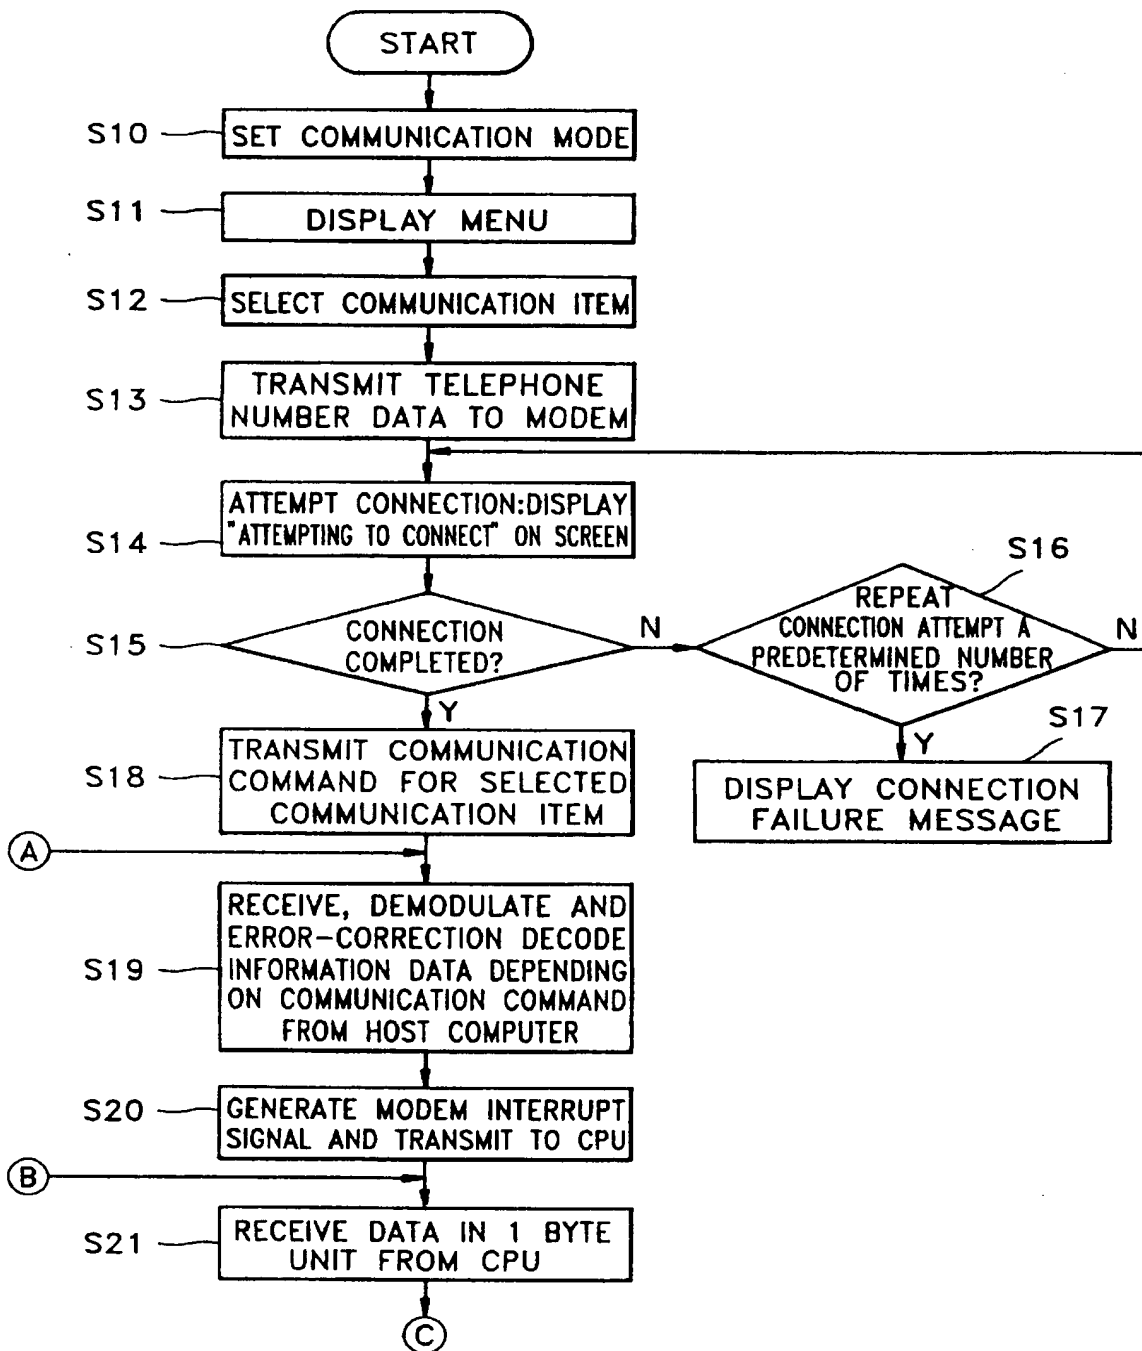 START
S10
SET COMMUNICATION MODE
S11
DISPLAY MENU
S12
SELECT COMMUNICATION ITEM
S13
TRANSMIT TELEPHONE
NUMBER DATA TO MODEM
S14
ATTEMPT CONNECTION:DISPLAY
"ATTEMPTING TO CONNECT" ON SCREEN
S15
CONNECTION
COMPLETED?
N
Y
S16
REPEAT
CONNECTION ATTEMPT A
PREDETERMINED NUMBER
OF TIMES?
N
Y
S17
DISPLAY CONNECTION
FAILURE MESSAGE
S18
TRANSMIT COMMUNICATION
COMMAND FOR SELECTED
COMMUNICATION ITEM
A
S19
RECEIVE, DEMODULATE AND
ERROR-CORRECTION DECODE
INFORMATION DATA DEPENDING
ON COMMUNICATION COMMAND
FROM HOST COMPUTER
S20
GENERATE MODEM INTERRUPT
SIGNAL AND TRANSMIT TO CPU
B
S21
RECEIVE DATA IN 1 BYTE
UNIT FROM CPU
C